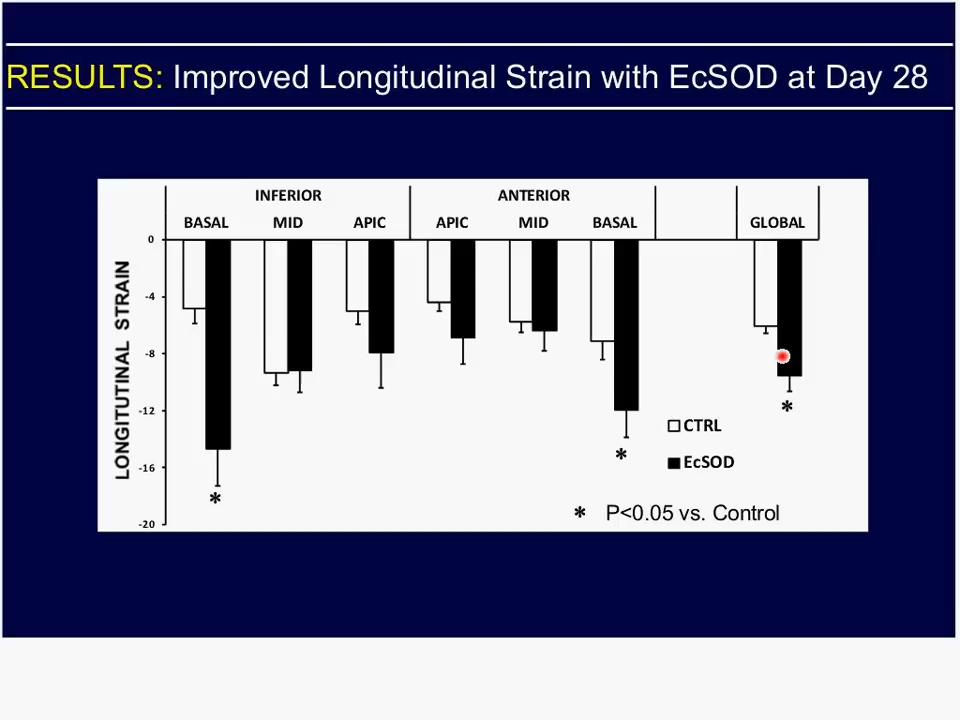 RESULTS: Improved Longitudinal Strain with EcSOD at Day 28
INFERIOR ANTERIOR
BASAL MID APIC APIC MID BASAL GLOBAL
0
-4
-8
-12
-16
-20
LONGITUTINAL STRAIN
CTRL
EcSOD
*
*
*
* P<0.05 vs. Control